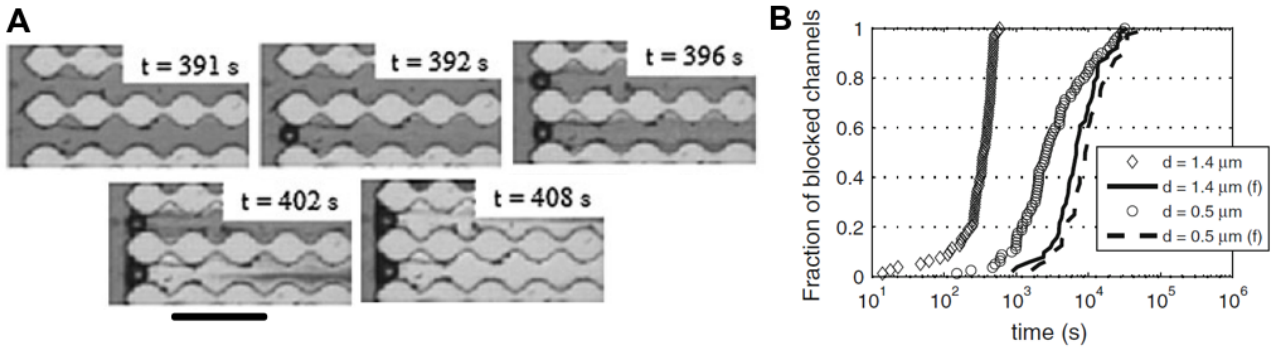 A
t = 391 s
t = 392 s
t = 396 s
t = 402 s
t = 408 s
B
Fraction of blocked channels
1
0.8
0.6
0.4
0.2
0
10¹ 10² 10³ 10⁴ 10⁵ 10⁶
time (s)
d = 1.4 μm
d = 1.4 μm (f)
d = 0.5 μm
d = 0.5 μm (f)